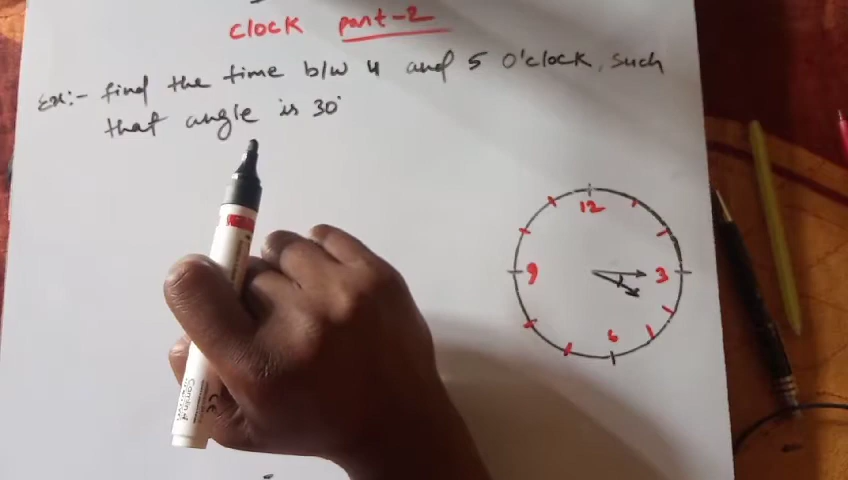 clock part-2
Ex:- find the time b/w 4 and 5 O'clock, such
that angle is 30°
12
9
3
6
Camlin